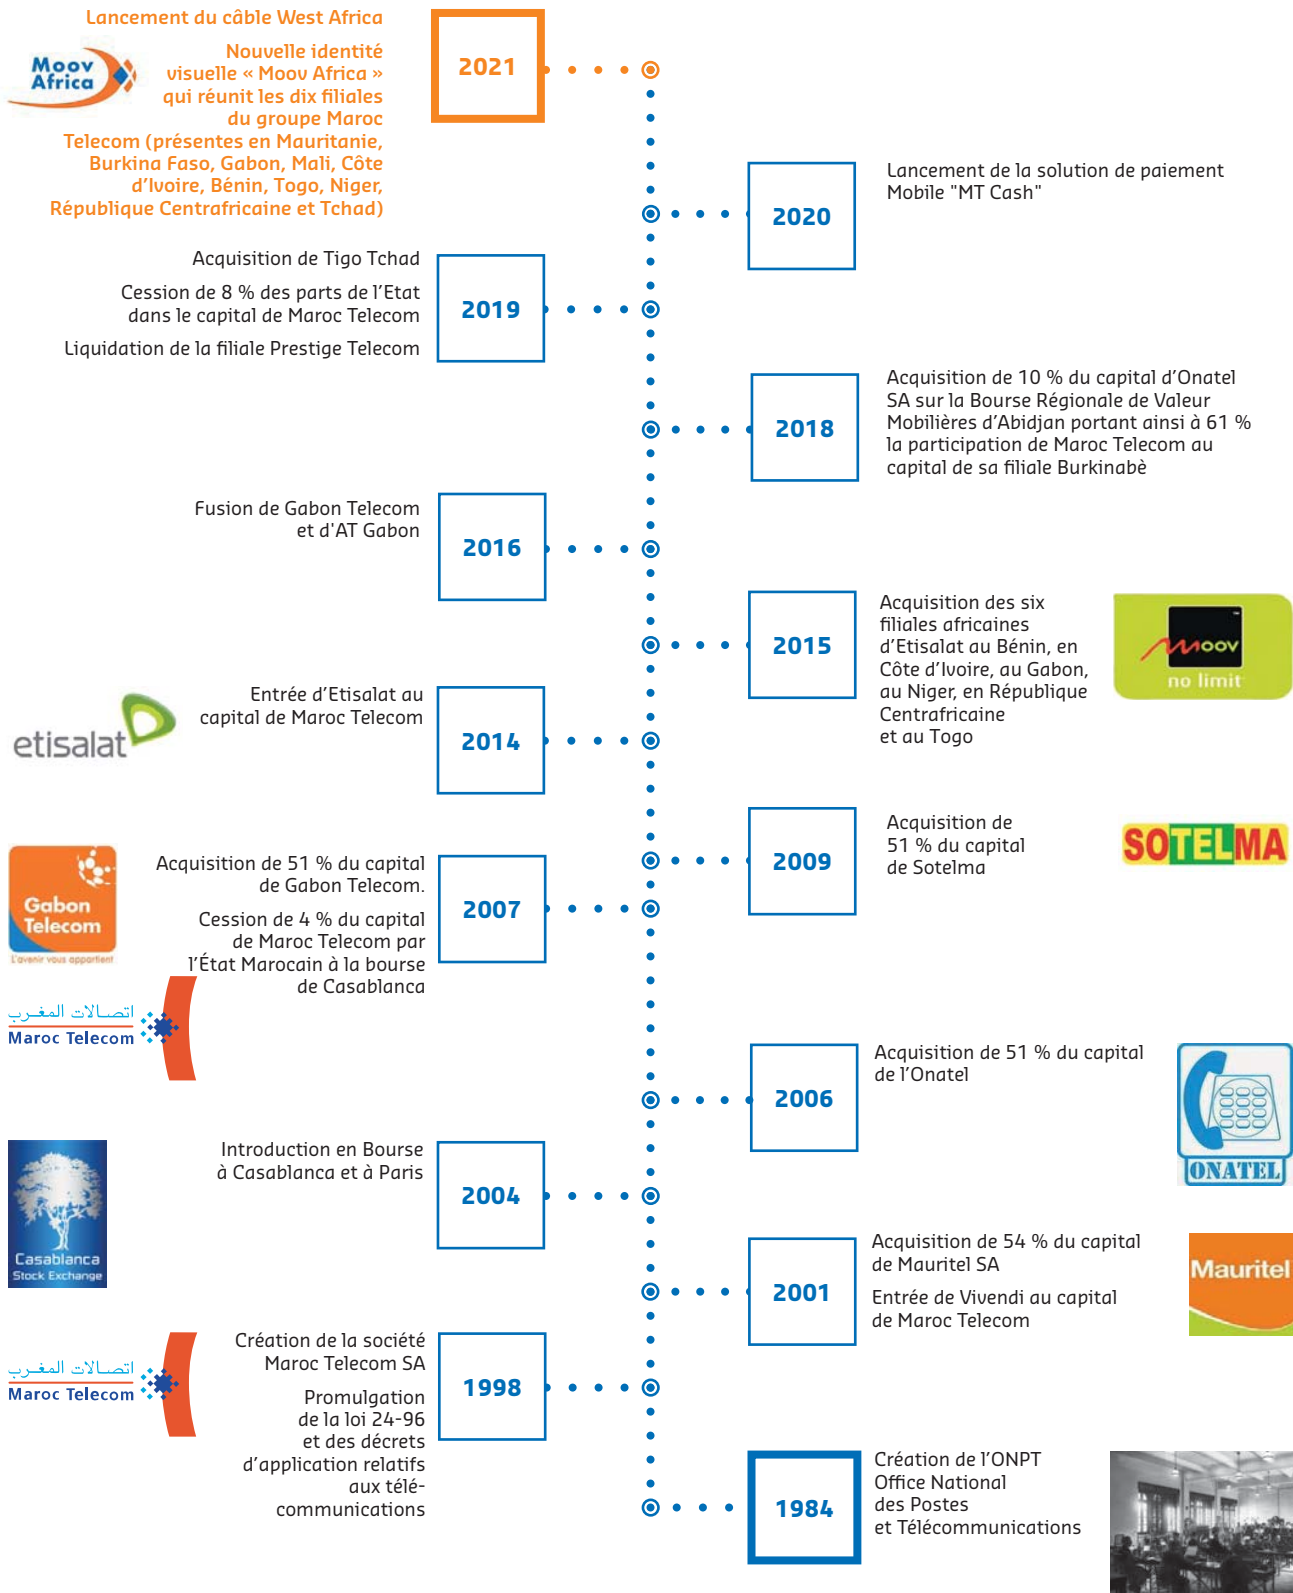 Lancement du câble West Africa
Moov
Africa
Nouvelle identité
visuelle « Moov Africa »
qui réunit les dix filiales
du groupe Maroc
Telecom (présentes en Mauritanie,
Burkina Faso, Gabon, Mali, Côte
d'Ivoire, Bénin, Togo, Niger,
République Centrafricaine et Tchad)
2021
Lancement de la solution de paiement
Mobile "MT Cash"
2020
Acquisition de Tigo Tchad
Cession de 8 % des parts de l'Etat
dans le capital de Maroc Telecom
Liquidation de la filiale Prestige Telecom
2019
Acquisition de 10 % du capital d'Onatel
SA sur la Bourse Régionale de Valeur
Mobilières d'Abidjan portant ainsi à 61 %
la participation de Maroc Telecom au
capital de sa filiale Burkinabè
2018
Fusion de Gabon Telecom
et d'AT Gabon
2016
Acquisition des six
filiales africaines
d'Etisalat au Bénin, en
Côte d'Ivoire, au Gabon,
au Niger, en République
Centrafricaine
et au Togo
2015
moov
no limit
Entrée d'Etisalat au
capital de Maroc Telecom
2014
etisalat
Acquisition de
51 % du capital
de Sotelma
2009
SOTELMA
Gabon
Telecom
L'avenir vous appartient
Acquisition de 51 % du capital
de Gabon Telecom.
Cession de 4 % du capital
de Maroc Telecom par
l'État Marocain à la bourse
de Casablanca
2007
اتصالات المغرب
Maroc Telecom
Acquisition de 51 % du capital
de l'Onatel
2006
ONATEL
Introduction en Bourse
à Casablanca et à Paris
2004
Casablanca
Stock Exchange
Acquisition de 54 % du capital
de Mauritel SA
Entrée de Vivendi au capital
de Maroc Telecom
2001
Mauritel
Création de la société
Maroc Telecom SA
Promulgation
de la loi 24-96
et des décrets
d'application relatifs
aux télé-
communications
1998
اتصالات المغرب
Maroc Telecom
Création de l'ONPT
Office National
des Postes
et Télécommunications
1984